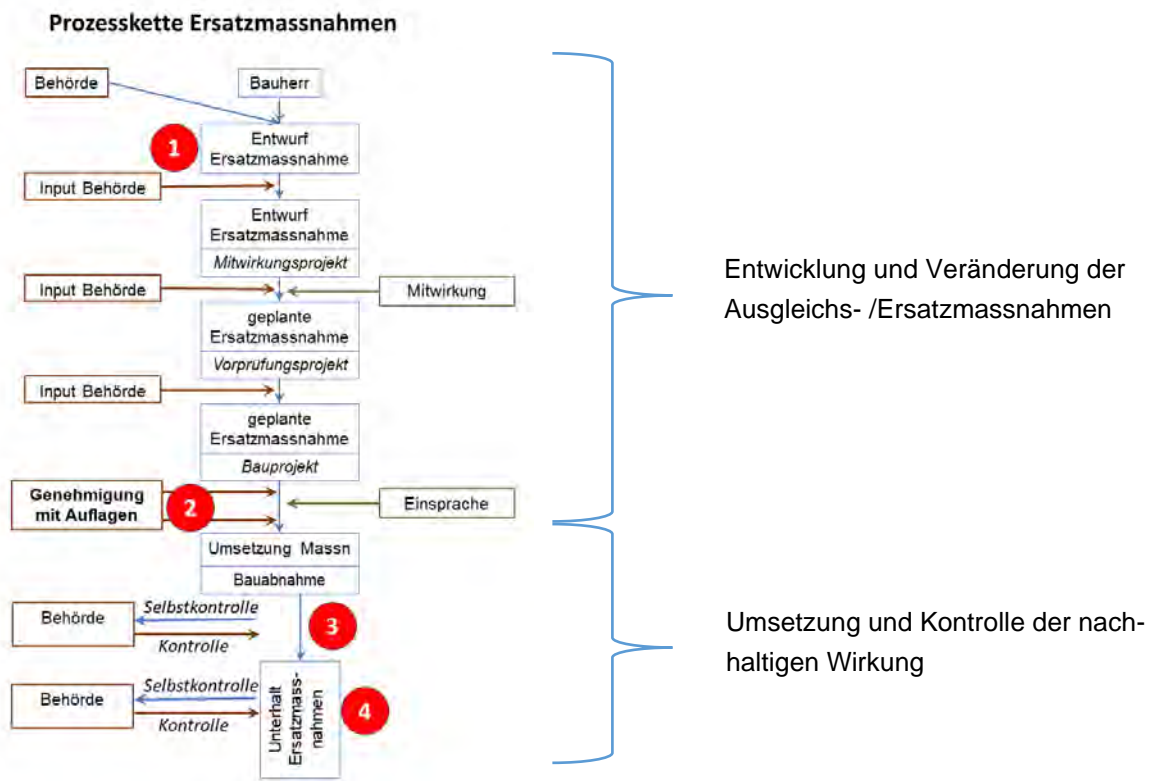 Prozesskette Ersatzmassnahmen
Behörde
Bauherr
1
Entwurf
Ersatzmassnahme
Input Behörde
Entwurf
Ersatzmassnahme
Mitwirkungsprojekt
Input Behörde
Mitwirkung
geplante
Ersatzmassnahme
Vorprüfungsprojekt
Input Behörde
geplante
Ersatzmassnahme
Bauprojekt
Genehmigung
mit Auflagen
2
Einsprache
Umsetzung Massn
Bauabnahme
Behörde
Selbstkontrolle
Kontrolle
3
Behörde
Selbstkontrolle
Kontrolle
Unterhalt
Ersatzmass-
nahmen
4
Entwicklung und Veränderung der
Ausgleichs- /Ersatzmassnahmen
Umsetzung und Kontrolle der nach-
haltigen Wirkung